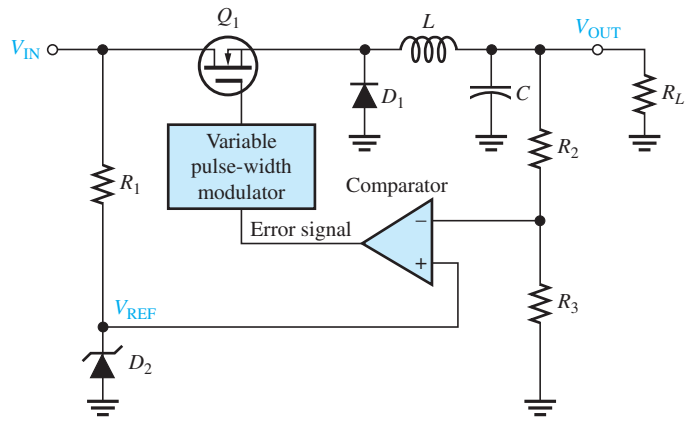 Q1
L
VIN
VOUT
D1
C
RL
Variable
pulse-width
modulator
R2
R1
Comparator
Error signal
−
+
VREF
R3
D2